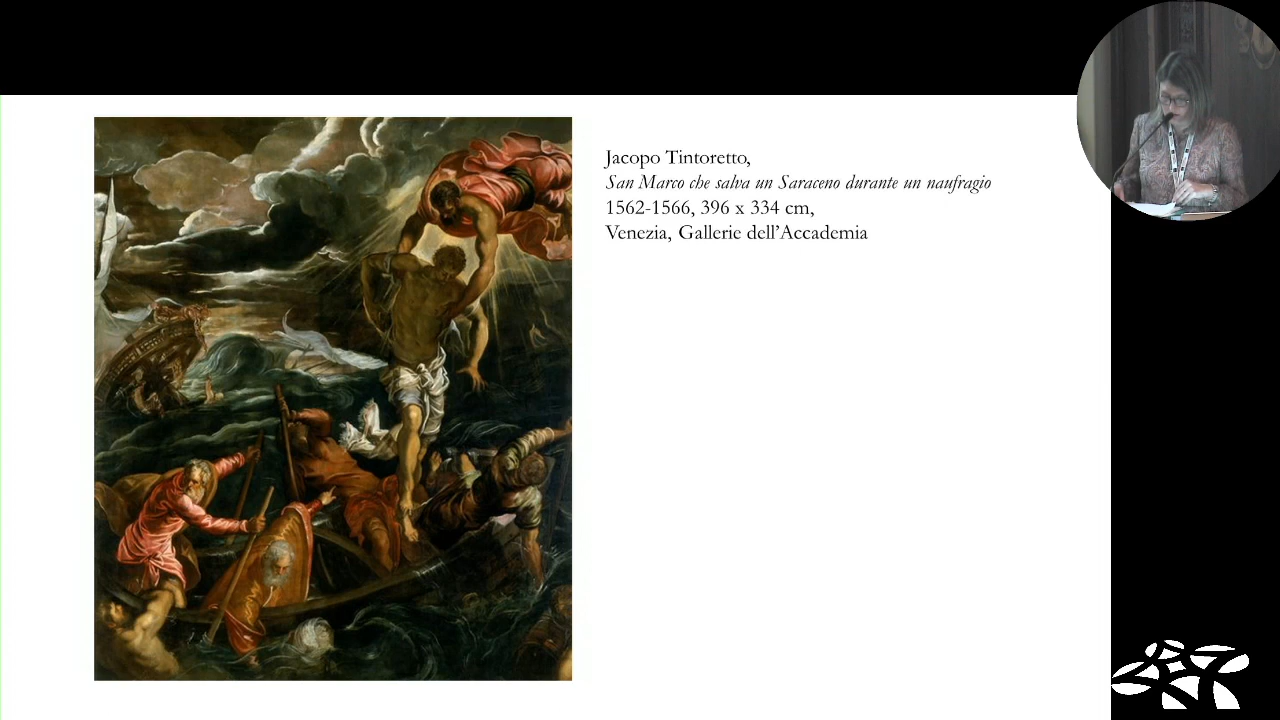 Jacopo Tintoretto,
San Marco che salva un Saraceno durante un naufragio
1562-1566, 396 x 334 cm,
Venezia, Gallerie dell’Accademia